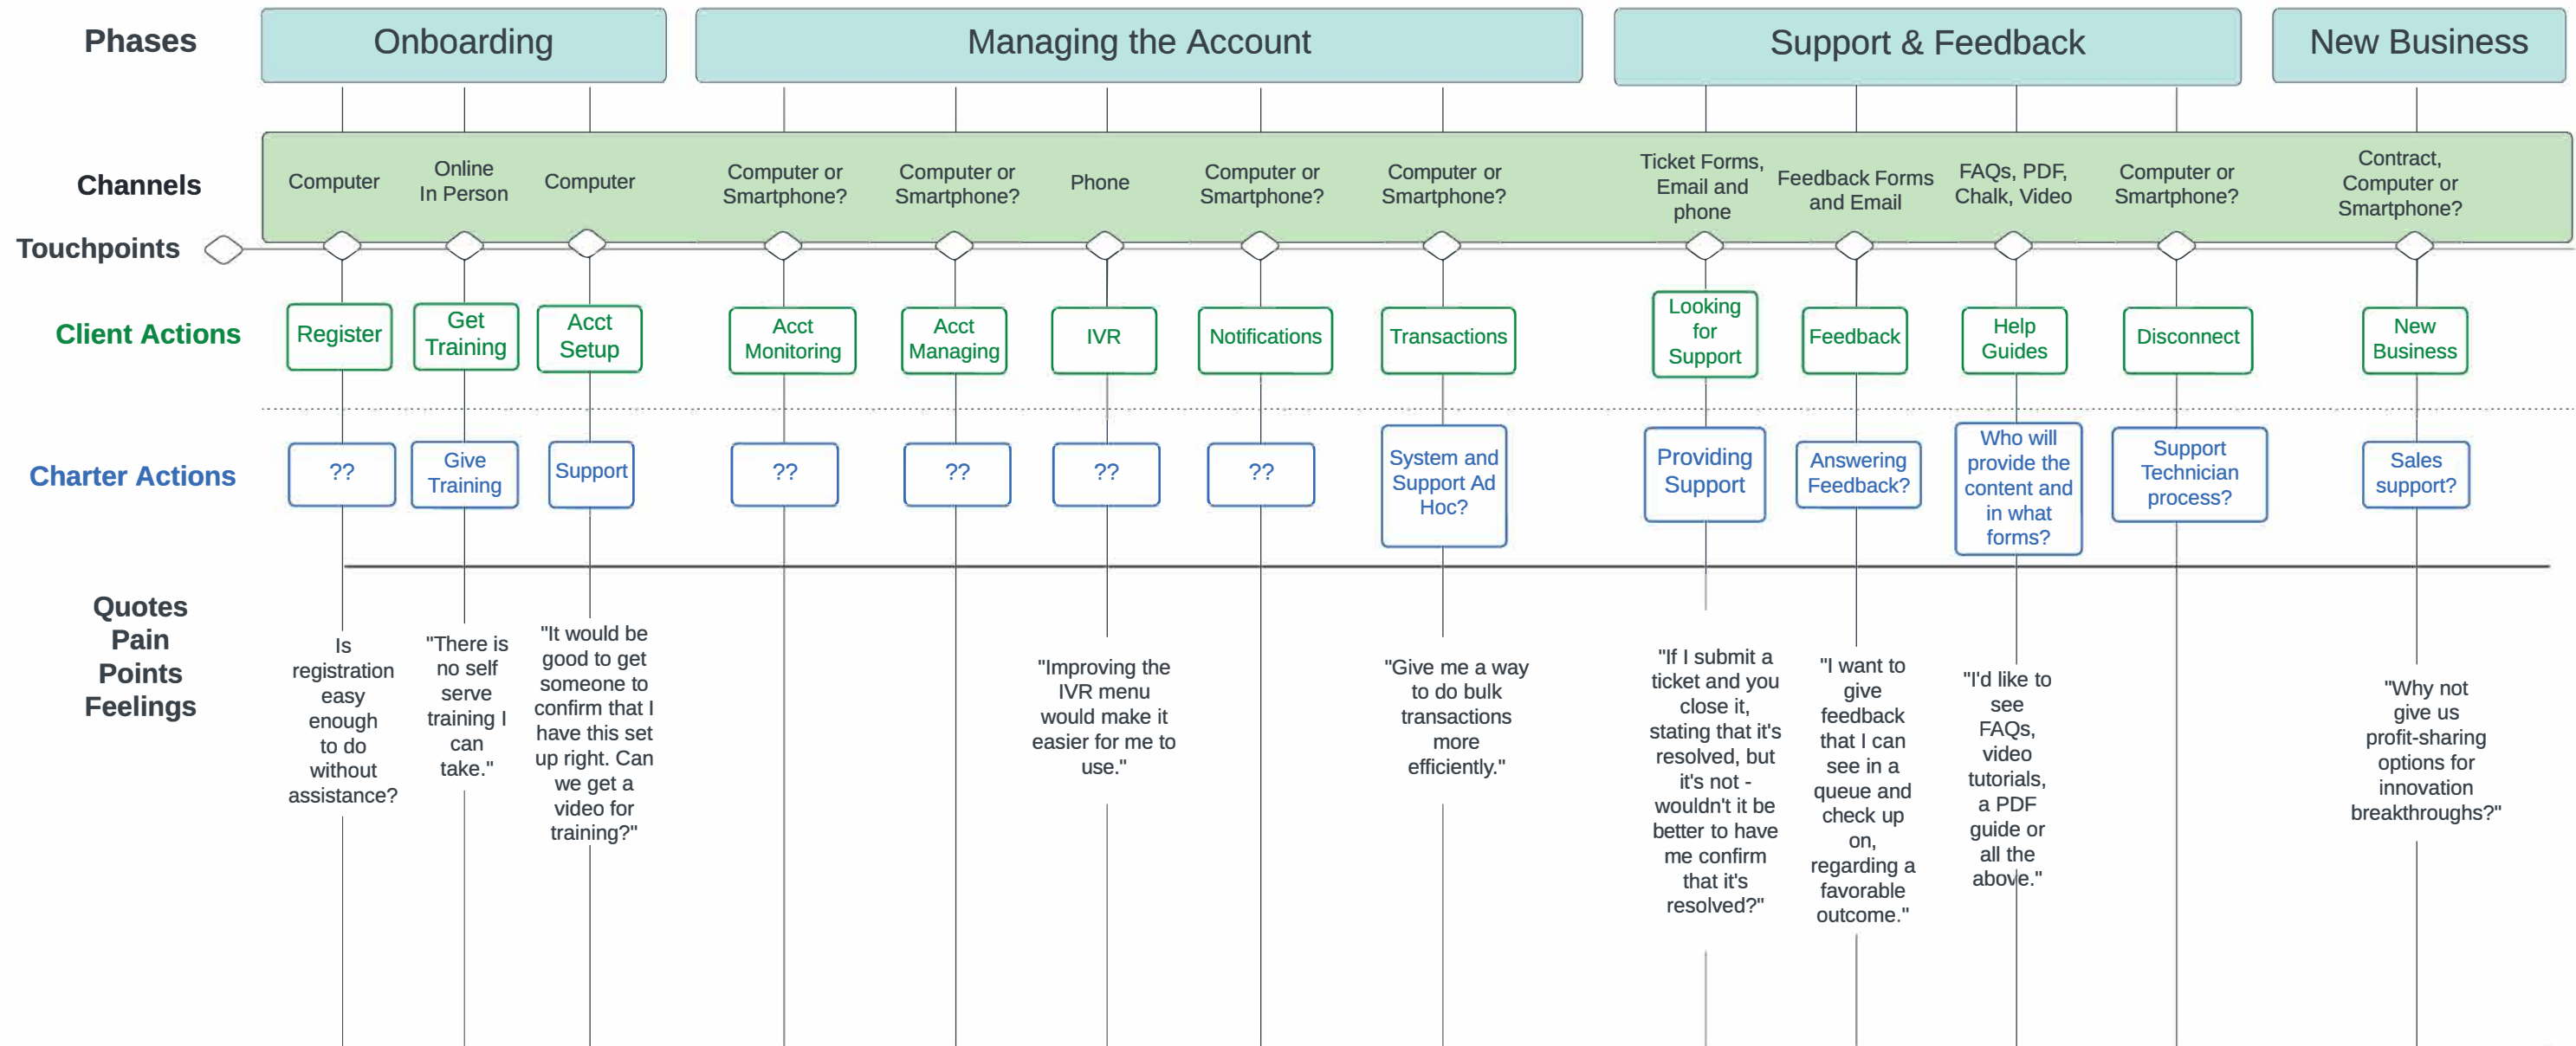 Phases
Onboarding
Managing the Account
Support & Feedback
New Business
Channels
Computer
Online
In Person
Computer
Computer or
Smartphone?
Computer or
Smartphone?
Phone
Computer or
Smartphone?
Computer or
Smartphone?
Ticket Forms,
Email and
phone
Feedback Forms
and Email
FAQs, PDF,
Chalk, Video
Computer or
Smartphone?
Contract,
Computer or
Smartphone?
Touchpoints
Client Actions
Register
Get
Training
Acct
Setup
Acct
Monitoring
Acct
Managing
IVR
Notifications
Transactions
Looking
for
Support
Feedback
Help
Guides
Disconnect
New
Business
Charter Actions
??
Give
Training
Support
??
??
??
??
System and
Support Ad
Hoc?
Providing
Support
Answering
Feedback?
Who will
provide the
content and
in what
forms?
Support
Technician
process?
Sales
support?
Quotes
Pain
Points
Feelings
Is
registration
easy
enough
to do
without
assistance?
"There is
no self
serve
training I
can
take."
"It would be
good to get
someone to
confirm that I
have this set
up right. Can
we get a
video for
training?"
"Improving the
IVR menu
would make it
easier for me to
use."
"Give me a way
to do bulk
transactions
more
efficiently."
"If I submit a
ticket and you
close it,
stating that it's
resolved, but
it's not -
wouldn't it be
better to have
me confirm
that it's
resolved?"
"I want to
give
feedback
that I can
see in a
queue and
check up
on,
regarding a
favorable
outcome."
"I'd like to
see
FAQs,
video
tutorials,
a PDF
guide or
all the
above."
"Why not
give us
profit-sharing
options for
innovation
breakthroughs?"